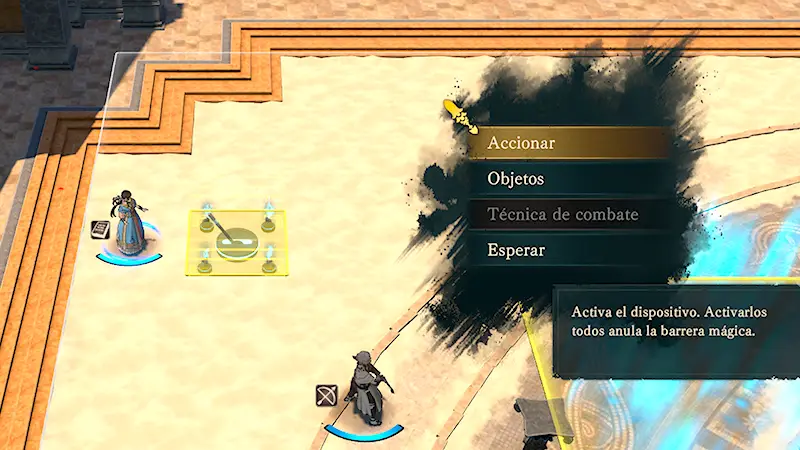 Accionar
Objetos
Técnica de combate
Esperar
Activa el dispositivo. Activarlos
todos anula la barrera mágica.